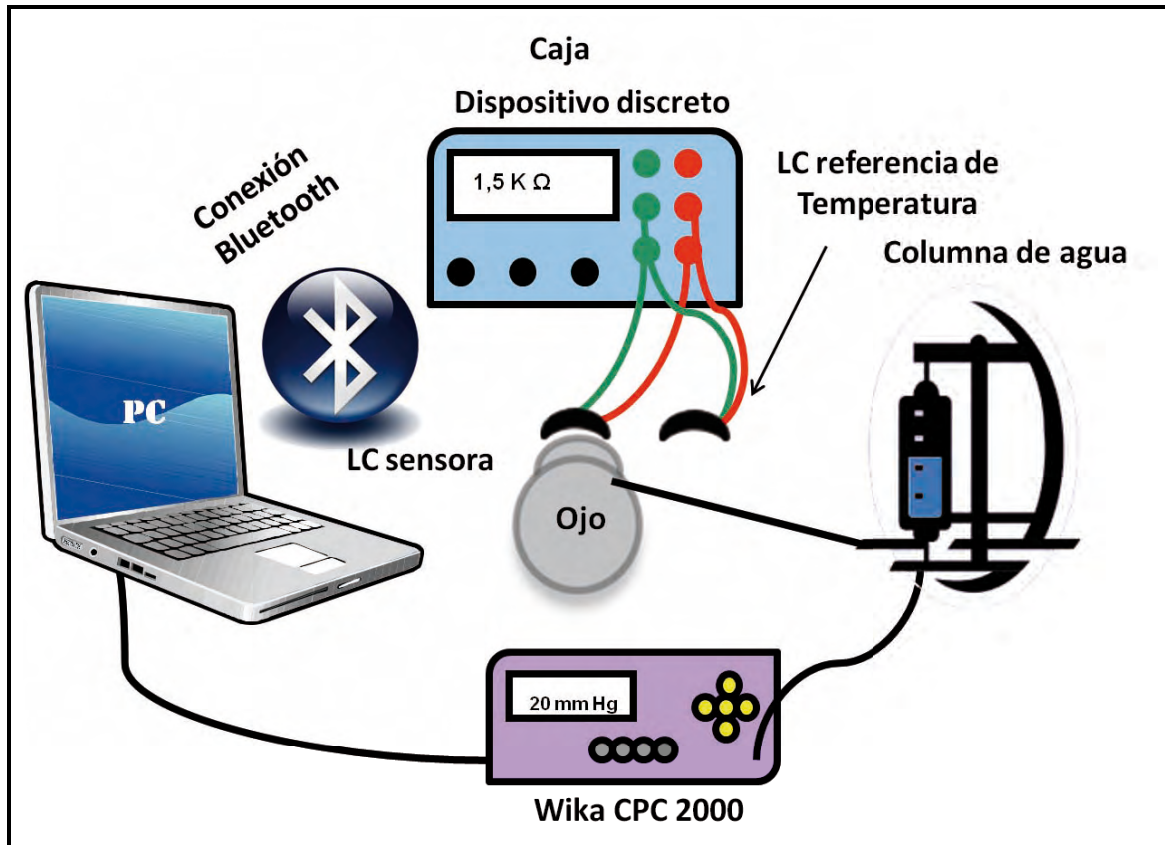 Caja
Dispositivo discreto
1,5 K Ω
Conexión
Bluetooth
LC referencia de
Temperatura
Columna de agua
PC
LC sensora
Ojo
20 mm Hg
Wika CPC 2000